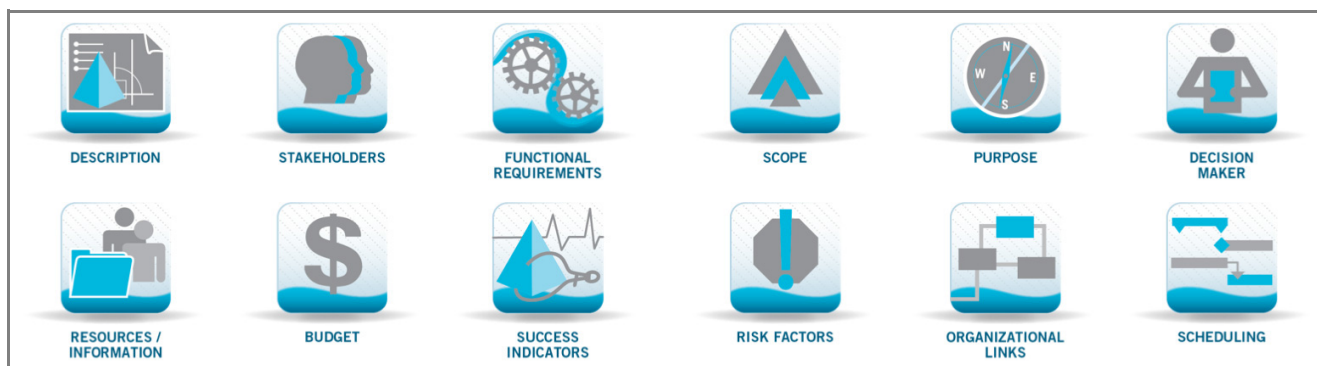 DESCRIPTION
STAKEHOLDERS
FUNCTIONAL
REQUIREMENTS
SCOPE
N
W
E
S
PURPOSE
DECISION
MAKER
RESOURCES /
INFORMATION
$
BUDGET
SUCCESS
INDICATORS
!
RISK FACTORS
ORGANIZATIONAL
LINKS
SCHEDULING